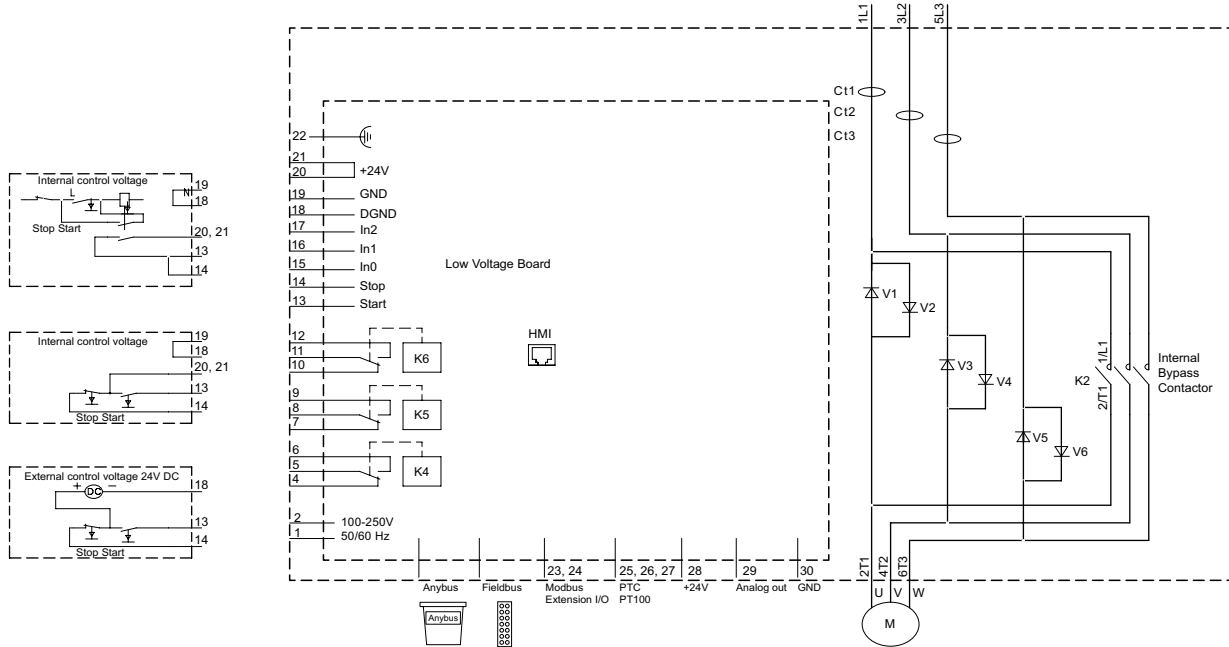 1L1
3L2
5L3
Ct1
Ct2
Ct3
22
21
20
+24V
19
GND
18
DGND
17
In2
16
In1
15
In0
14
Stop
13
Start
Low Voltage Board
HMI
12
11
10
K6
9
8
7
K5
6
5
4
K4
2
100-250V
1
50/60 Hz
Internal control voltage
L
N
19
18
Stop Start
20, 21
13
14
Internal control voltage
19
18
20, 21
13
14
Stop Start
External control voltage 24V DC
+
DC
–
18
13
14
Stop Start
V1
V2
V3
V4
V5
V6
K2
1/L1
2/T1
Internal
Bypass
Contactor
Anybus
Anybus
Fieldbus
23, 24
Modbus
Extension I/O
25, 26, 27
PTC
PT100
28
+24V
29
Analog out
30
GND
2T1
4T2
6T3
U
V
W
M